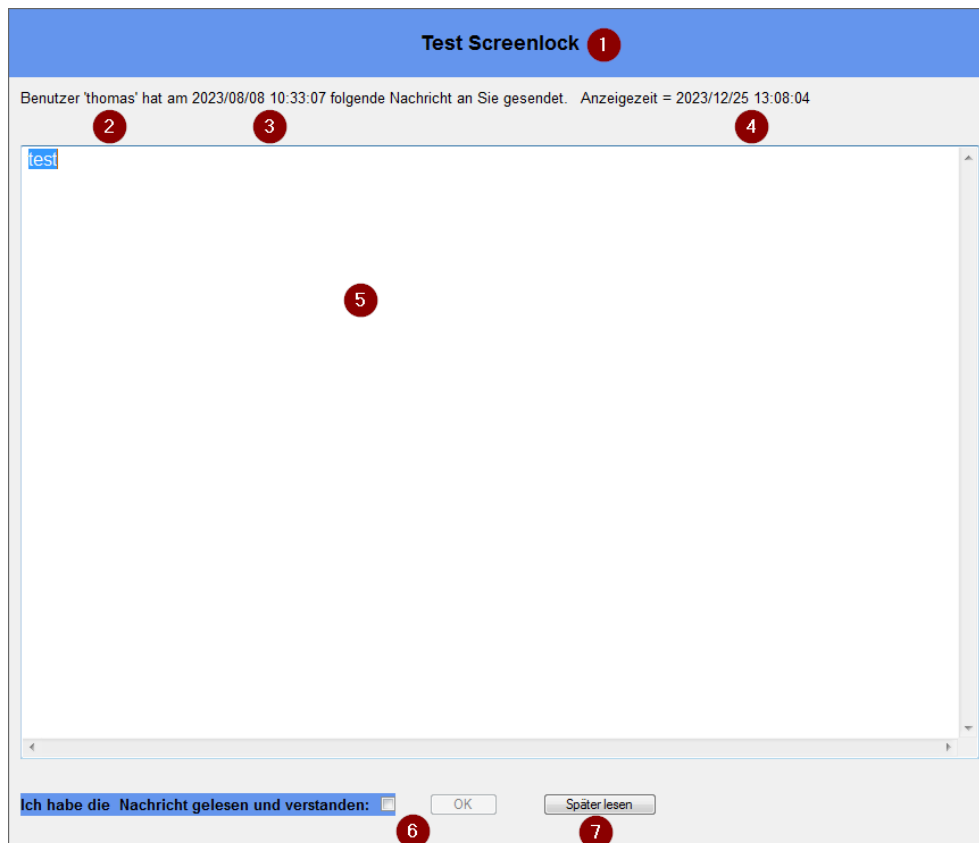 Test Screenlock 1
Benutzer 'thomas' hat am 2023/08/08 10:33:07 folgende Nachricht an Sie gesendet. Anzeigezeit = 2023/12/25 13:08:04
2 3 4
test
5
Ich habe die Nachricht gelesen und verstanden: OK Später lesen
6 7